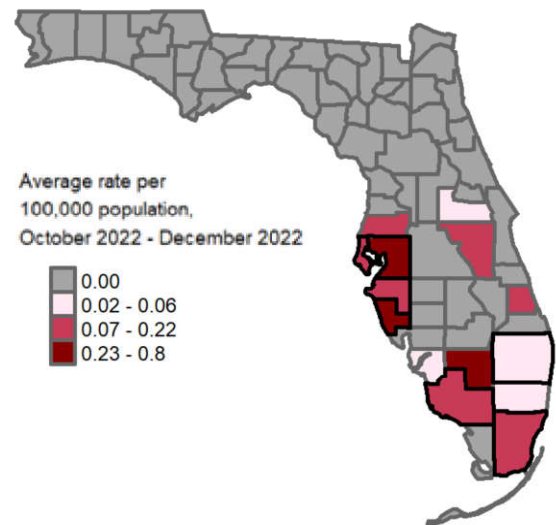 Average rate per
100,000 population,
October 2022 - December 2022
0.00
0.02 - 0.06
0.07 - 0.22
0.23 - 0.8